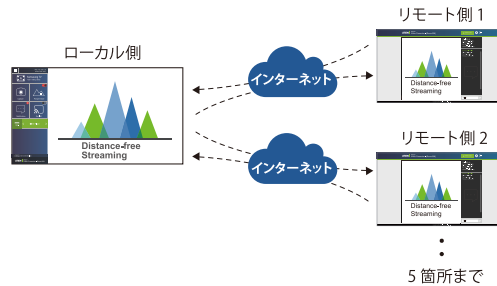 リモート側 1
ローカル側
インターネット
Distance-free
Streaming
Distance-free
Streaming
リモート側 2
インターネット
Distance-free
Streaming
5 箇所まで